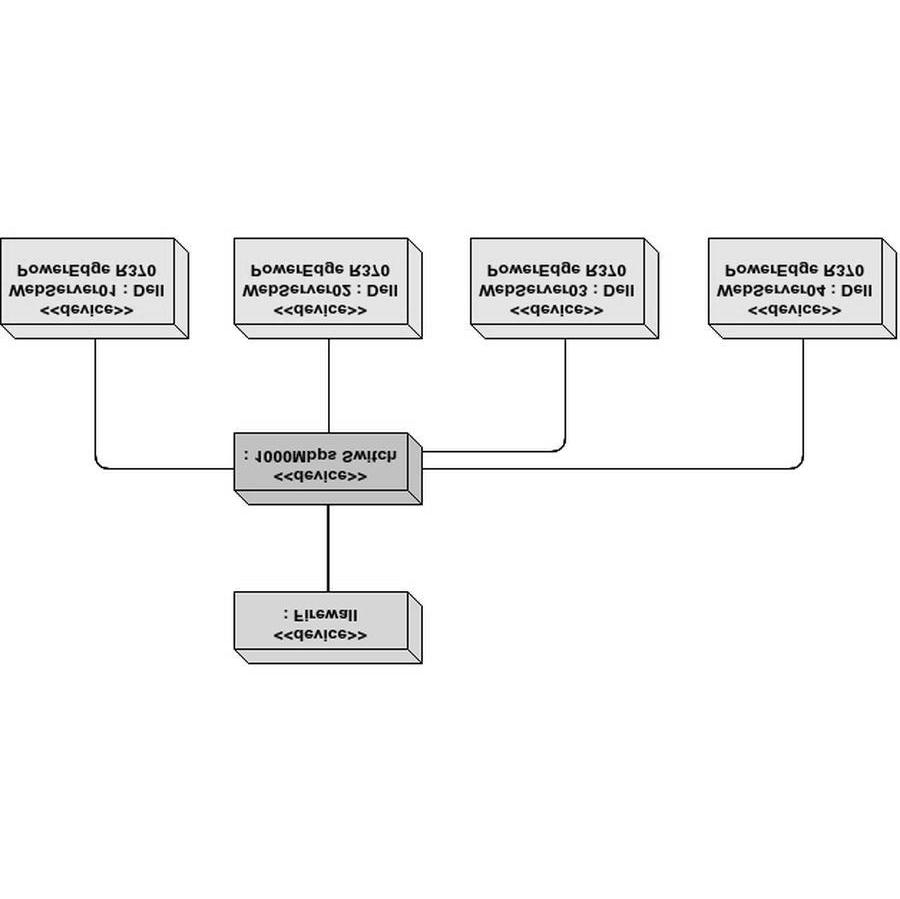 <<device>>
: Firewall
<<device>>
: 1000Mbps Switch
<<device>>
WebServer01 : Dell
PowerEdge R370
<<device>>
WebServer02 : Dell
PowerEdge R370
<<device>>
WebServer03 : Dell
PowerEdge R370
<<device>>
WebServer04 : Dell
PowerEdge R370